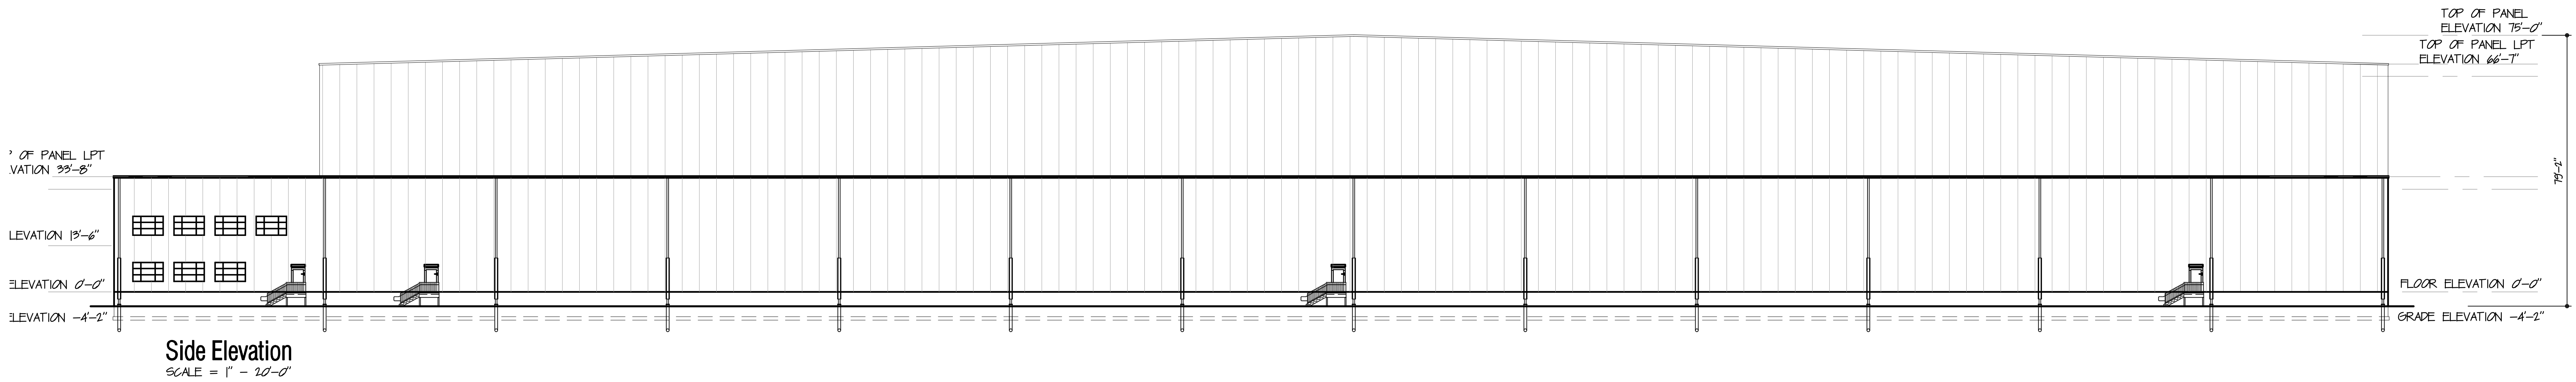 TOP OF PANEL
ELEVATION 75'-0"
TOP OF PANEL LPT
ELEVATION 66'-7"
OF PANEL LPT
VATION 33'-8"
79'-2"
LEVATION 13'-6"
ELEVATION 0'-0"
FLOOR ELEVATION 0'-0"
ELEVATION -4'-2"
GRADE ELEVATION -4'-2"
Side Elevation
SCALE = 1" - 20'-0"